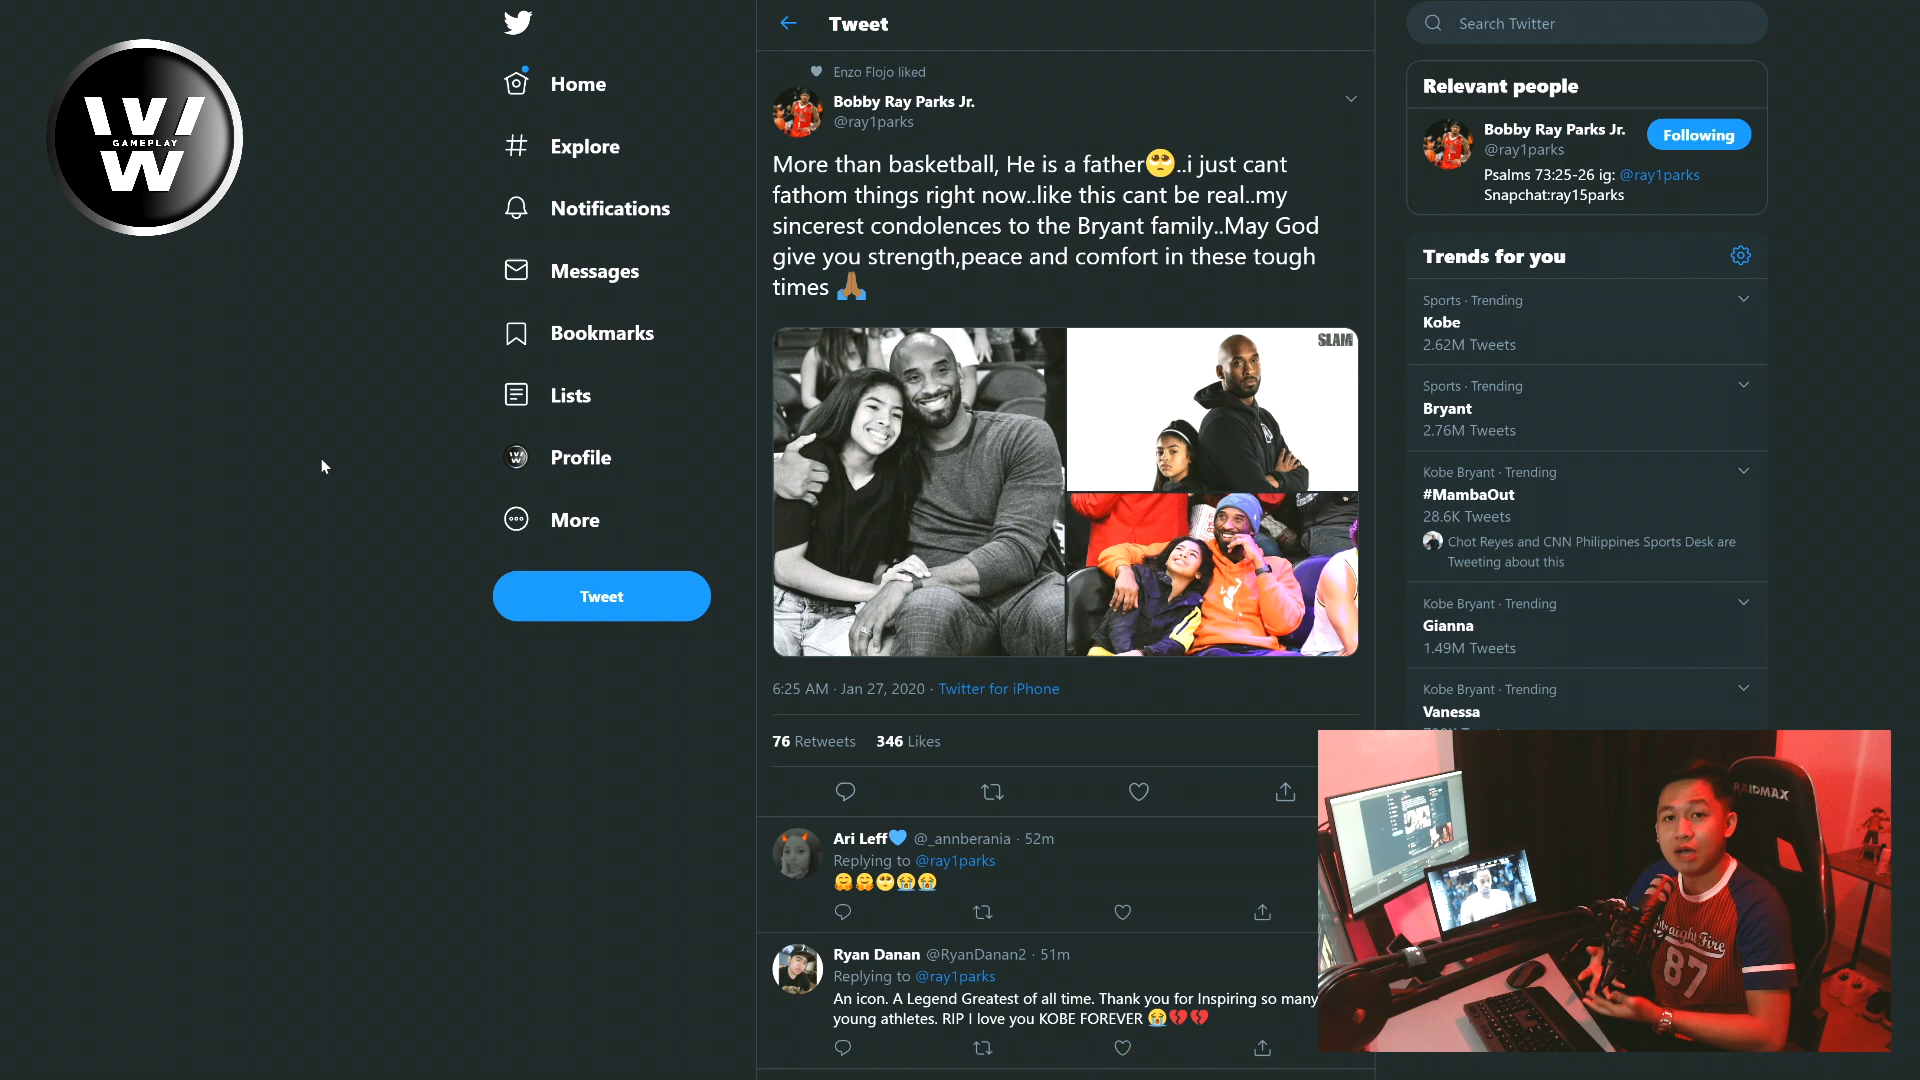 GAMEPLAY
Home
Explore
Notifications
Messages
Bookmarks
Lists
Profile
More
Tweet
Tweet
Enzo Flojo liked
Bobby Ray Parks Jr.
@ray1parks
More than basketball, He is a father🥺..i just cant
fathom things right now..like this cant be real..my
sincerest condolences to the Bryant family..May God
give you strength,peace and comfort in these tough
times 🙏🏾
SLAM
6:25 AM · Jan 27, 2020 · Twitter for iPhone
76 Retweets 346 Likes
Ari Leff💙 @_annberania · 52m
Replying to @ray1parks
🤗🤗🥺😭😭
Ryan Danan @RyanDanan2 · 51m
Replying to @ray1parks
An icon. A Legend Greatest of all time. Thank you for Inspiring so many
young athletes. RIP I love you KOBE FOREVER 😭💔💔
Search Twitter
Relevant people
Bobby Ray Parks Jr.
@ray1parks
Following
Psalms 73:25-26 ig: @ray1parks
Snapchat:ray15parks
Trends for you
Sports · Trending
Kobe
2.62M Tweets
Sports · Trending
Bryant
2.76M Tweets
Kobe Bryant · Trending
#MambaOut
28.6K Tweets
Chot Reyes and CNN Philippines Sports Desk are
Tweeting about this
Kobe Bryant · Trending
Gianna
1.49M Tweets
Kobe Bryant · Trending
Vanessa
RAIDMAX
Straight Fire
87